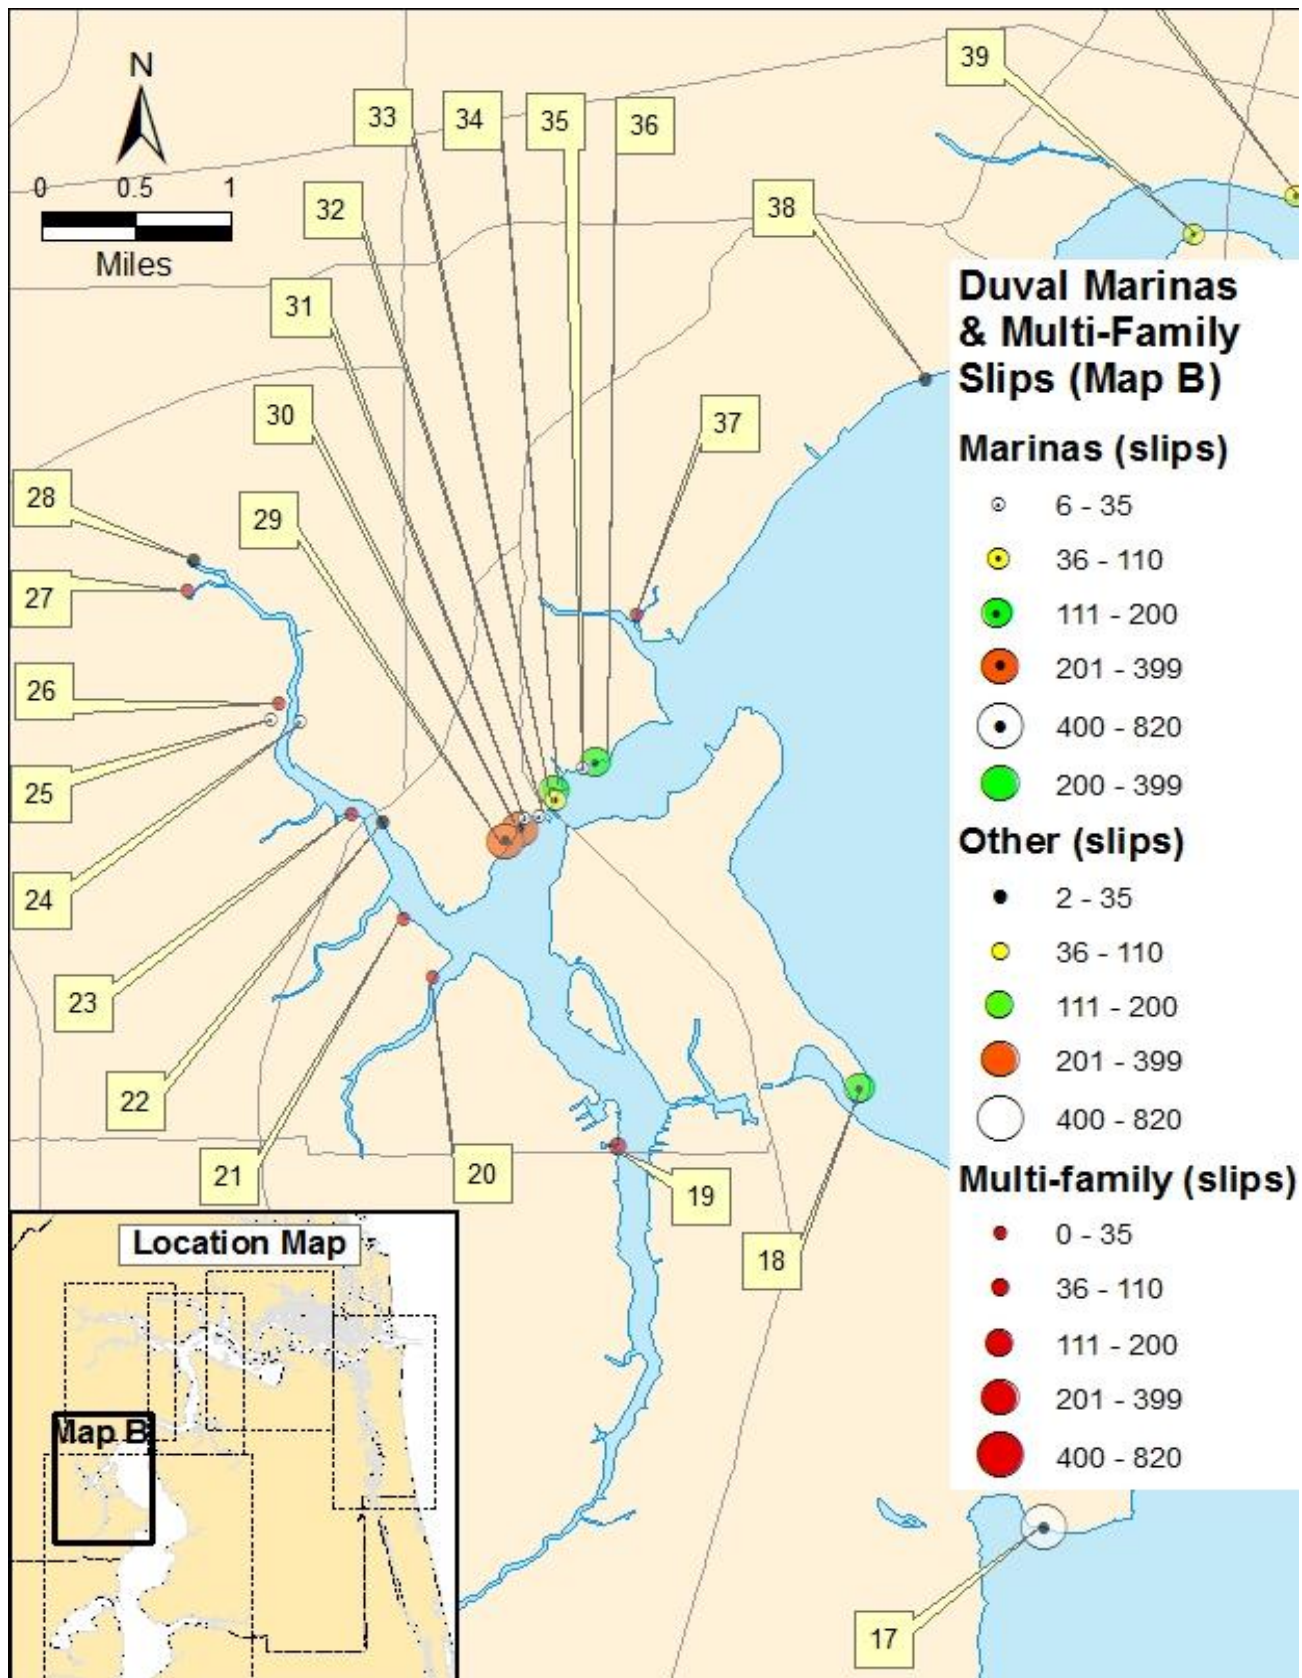 39
33
34
35
36
N
0 0.5 1
Miles
32
38
31
30
37
28
29
27
26
25
24
23
22
21
20
19
18
17
Duval Marinas
& Multi-Family
Slips (Map B)
Marinas (slips)
6 - 35
36 - 110
111 - 200
201 - 399
400 - 820
200 - 399
Other (slips)
2 - 35
36 - 110
111 - 200
201 - 399
400 - 820
Multi-family (slips)
0 - 35
36 - 110
111 - 200
201 - 399
400 - 820
Location Map
Map B